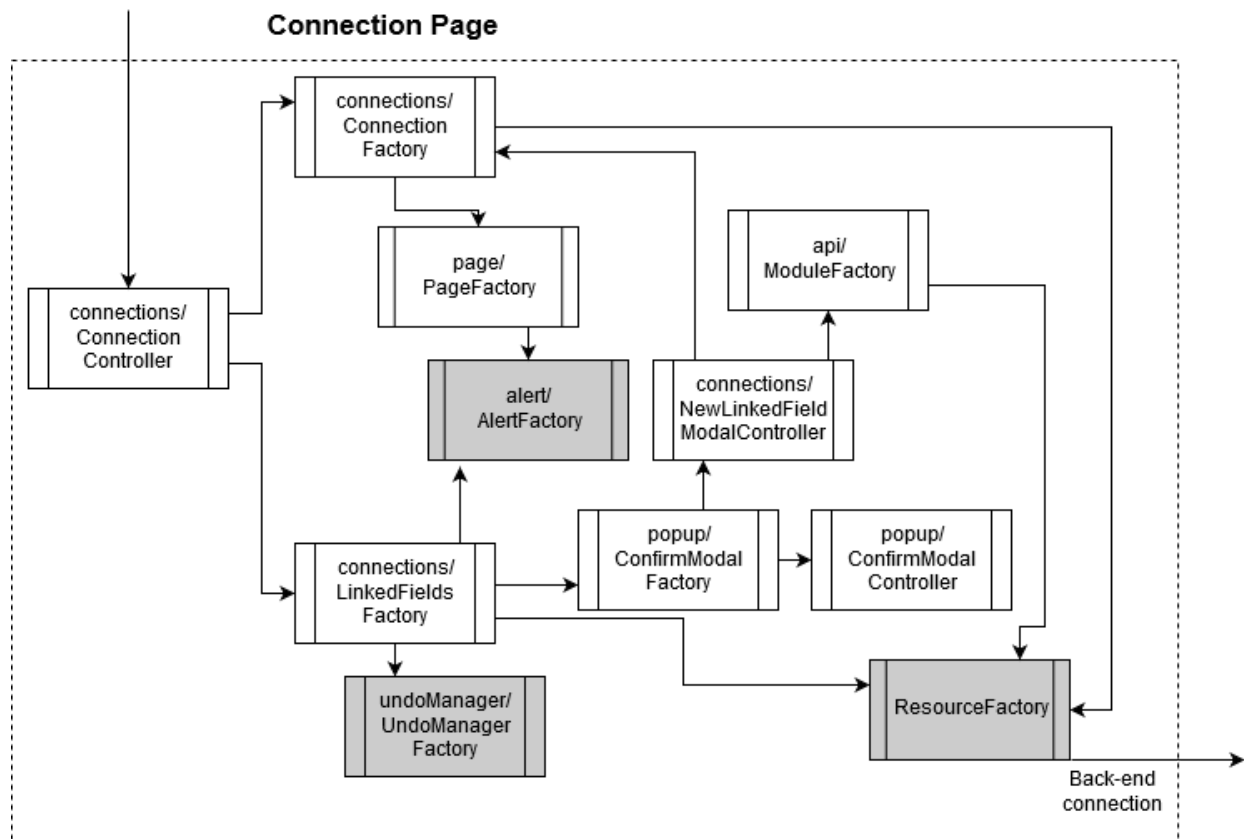 Connection Page
connections/
Connection
Factory
page/
PageFactory
api/
ModuleFactory
connections/
Connection
Controller
alert/
AlertFactory
connections/
NewLinkedField
ModalController
popup/
ConfirmModal
Factory
popup/
ConfirmModal
Controller
connections/
LinkedFields
Factory
undoManager/
UndoManager
Factory
ResourceFactory
Back-end
connection